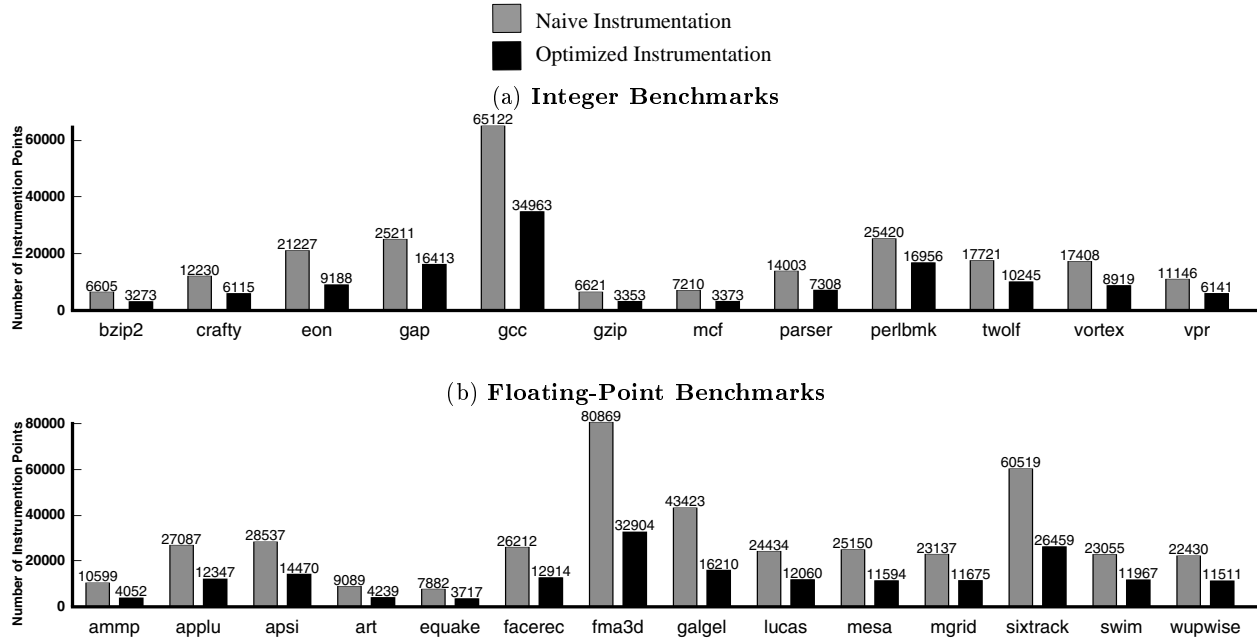 Naive Instrumentation
Optimized Instrumentation
(a) Integer Benchmarks
Number of Instrumention Points
60000
40000
20000
0
6605 3273 12230 6115 21227 9188 25211 16413 65122 34963 6621 3353 7210 3373 14003 7308 25420 16956 17721 10245 17408 8919 11146 6141
bzip2 crafty eon gap gcc gzip mcf parser perlbmk twolf vortex vpr
(b) Floating-Point Benchmarks
Number of Instrumention Points
80000
60000
40000
20000
0
10599 4052 27087 12347 28537 14470 9089 4239 7882 3717 26212 12914 80869 32904 43423 16210 24434 12060 25150 11594 23137 11675 60519 26459 23055 11967 22430 11511
ammp applu apsi art equake facerec fma3d galgel lucas mesa mgrid sixtrack swim wupwise